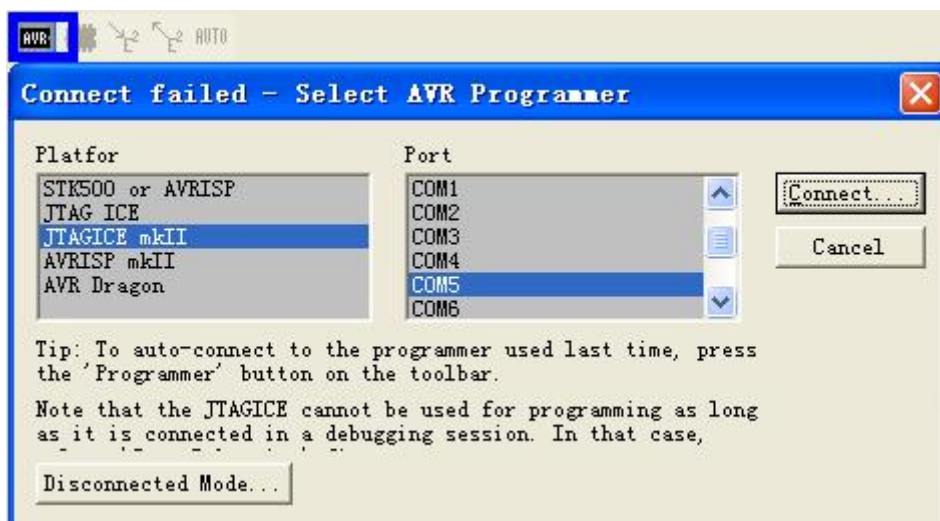 AVR E² E² AUTO
Connect failed - Select AVR Programmer
Platfor Port
STK500 or AVRISP COM1 Connect...
JTAG ICE COM2
JTAGICE mkII COM3 Cancel
AVRISP mkII COM4
AVR Dragon COM5
COM6
Tip: To auto-connect to the programmer used last time, press
the 'Programmer' button on the toolbar.
Note that the JTAGICE cannot be used for programming as long
as it is connected in a debugging session. In that case,
Disconnected Mode...